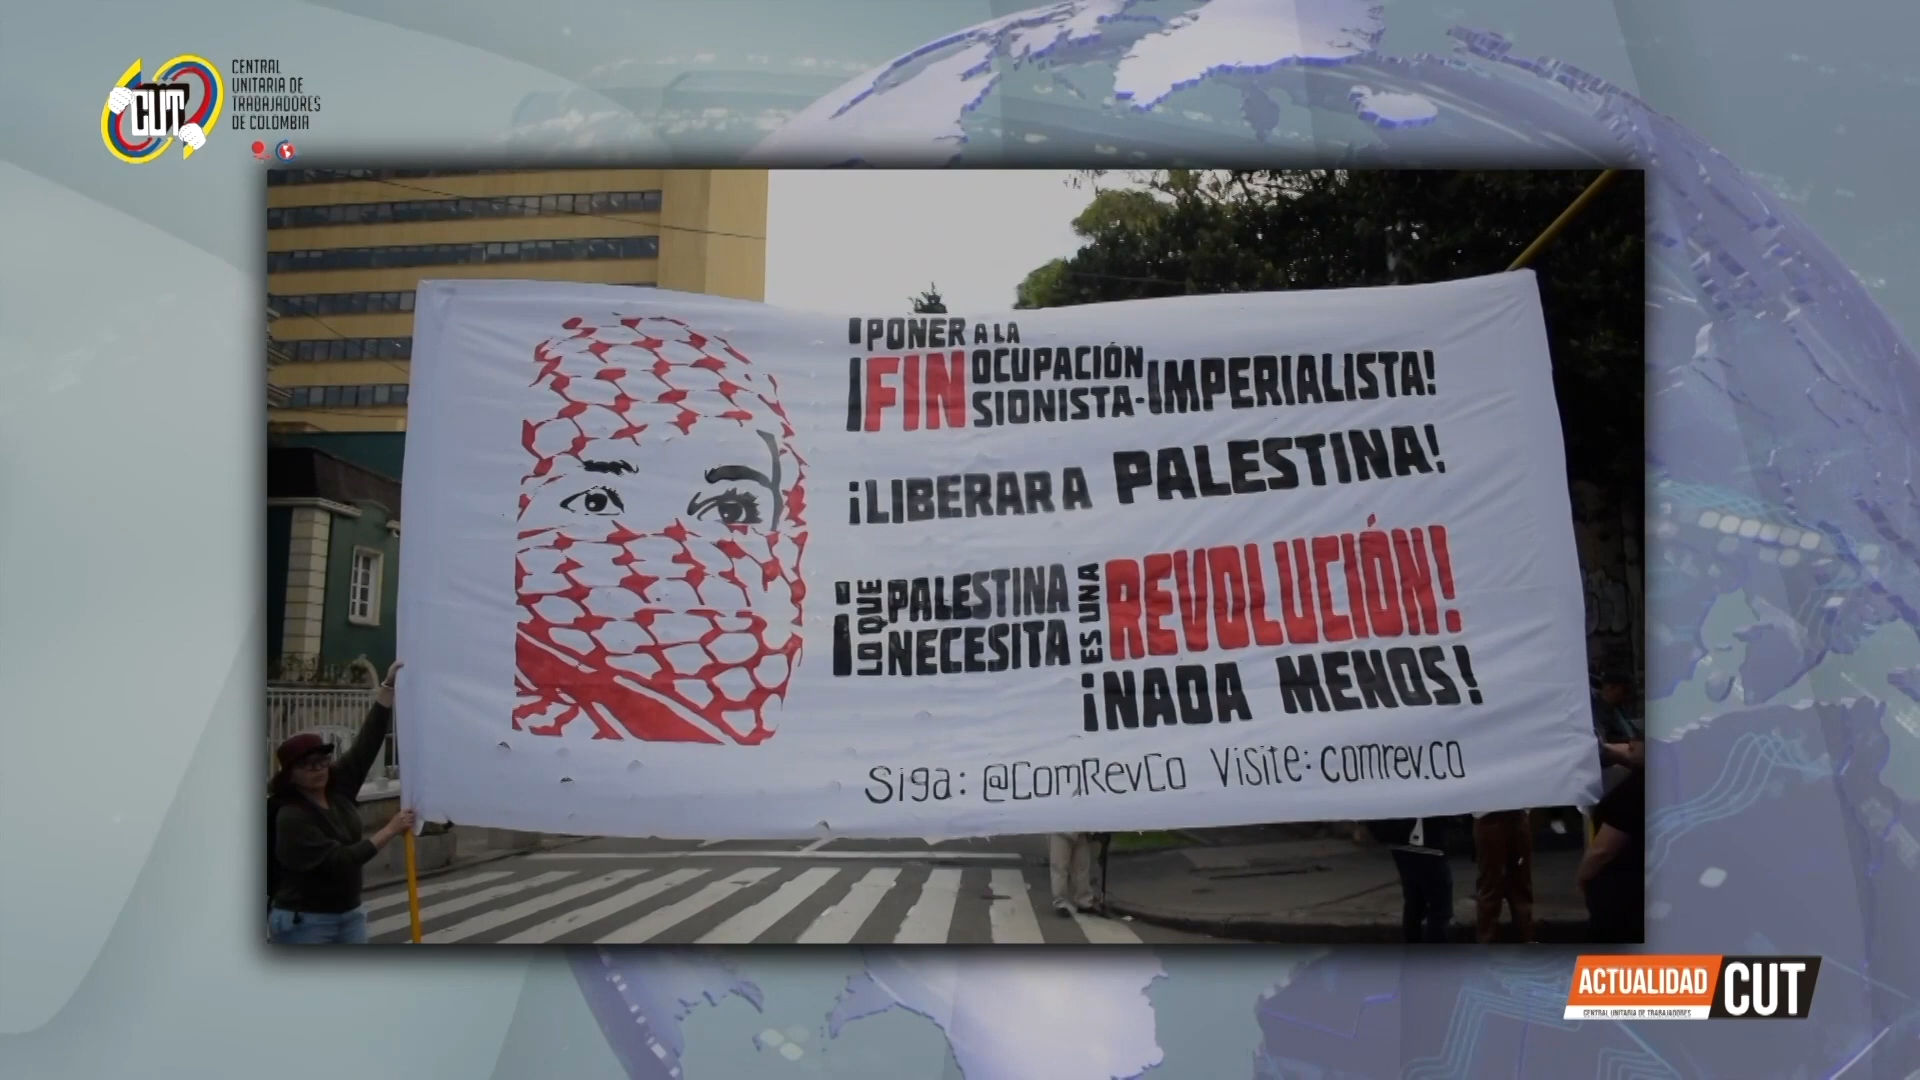 CUT
CENTRAL
UNITARIA DE
TRABAJADORES
DE COLOMBIA
¡PONER FIN A LA
OCUPACIÓN
SIONISTA-IMPERIALISTA!
¡LIBERAR A PALESTINA!
¡LO QUE PALESTINA
NECESITA ES UNA REVOLUCIÓN!
¡NADA MENOS!
Siga: @ComRevCo Visite: comrev.co
ACTUALIDAD CUT
CENTRAL UNITARIA DE TRABAJADORES